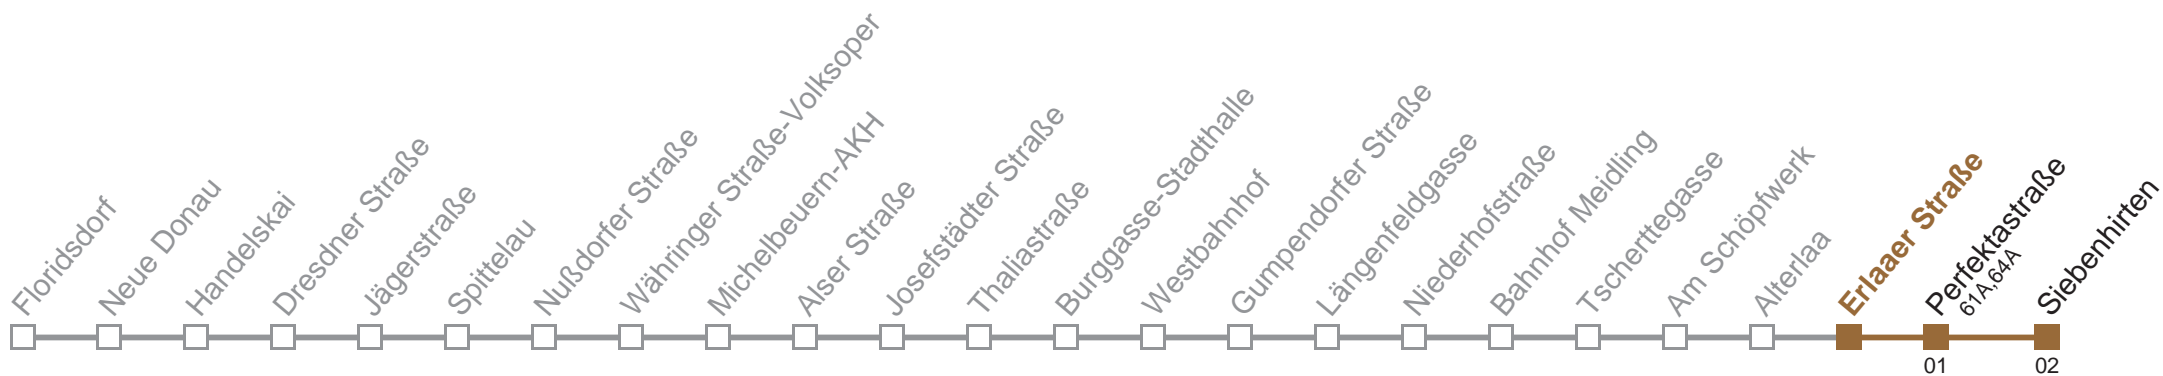 Floridsdorf
Neue Donau
Handelskai
Dresdner Straße
Jägerstraße
Spittelau
Nußdorfer Straße
Währinger Straße-Volksoper
Michelbeuern-AKH
Alser Straße
Josefstädter Straße
Thaliastraße
Burggasse-Stadthalle
Westbahnhof
Gumpendorfer Straße
Längenfeldgasse
Niederhofstraße
Bahnhof Meidling
Tscherttegasse
Am Schöpfwerk
Alterlaa
Erlaaer Straße
Perfektastraße
61A,64A
Siebenhirten
01
02